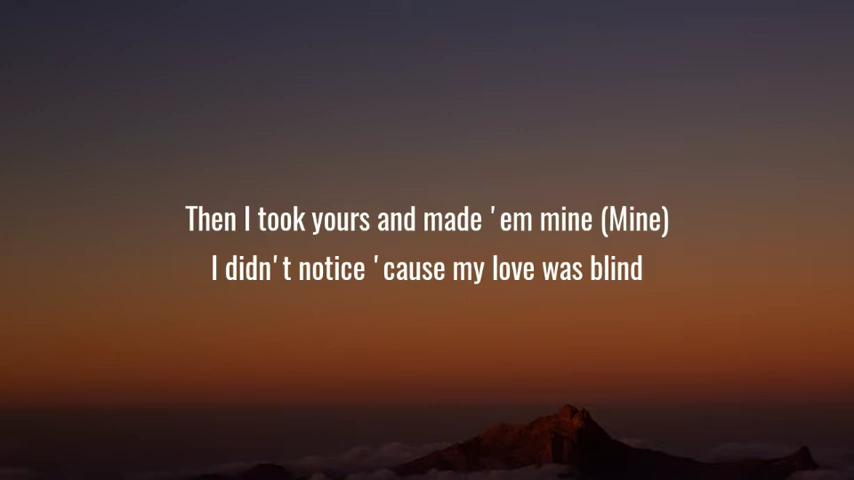 Then I took yours and made 'em mine (Mine)
I didn't notice 'cause my love was blind